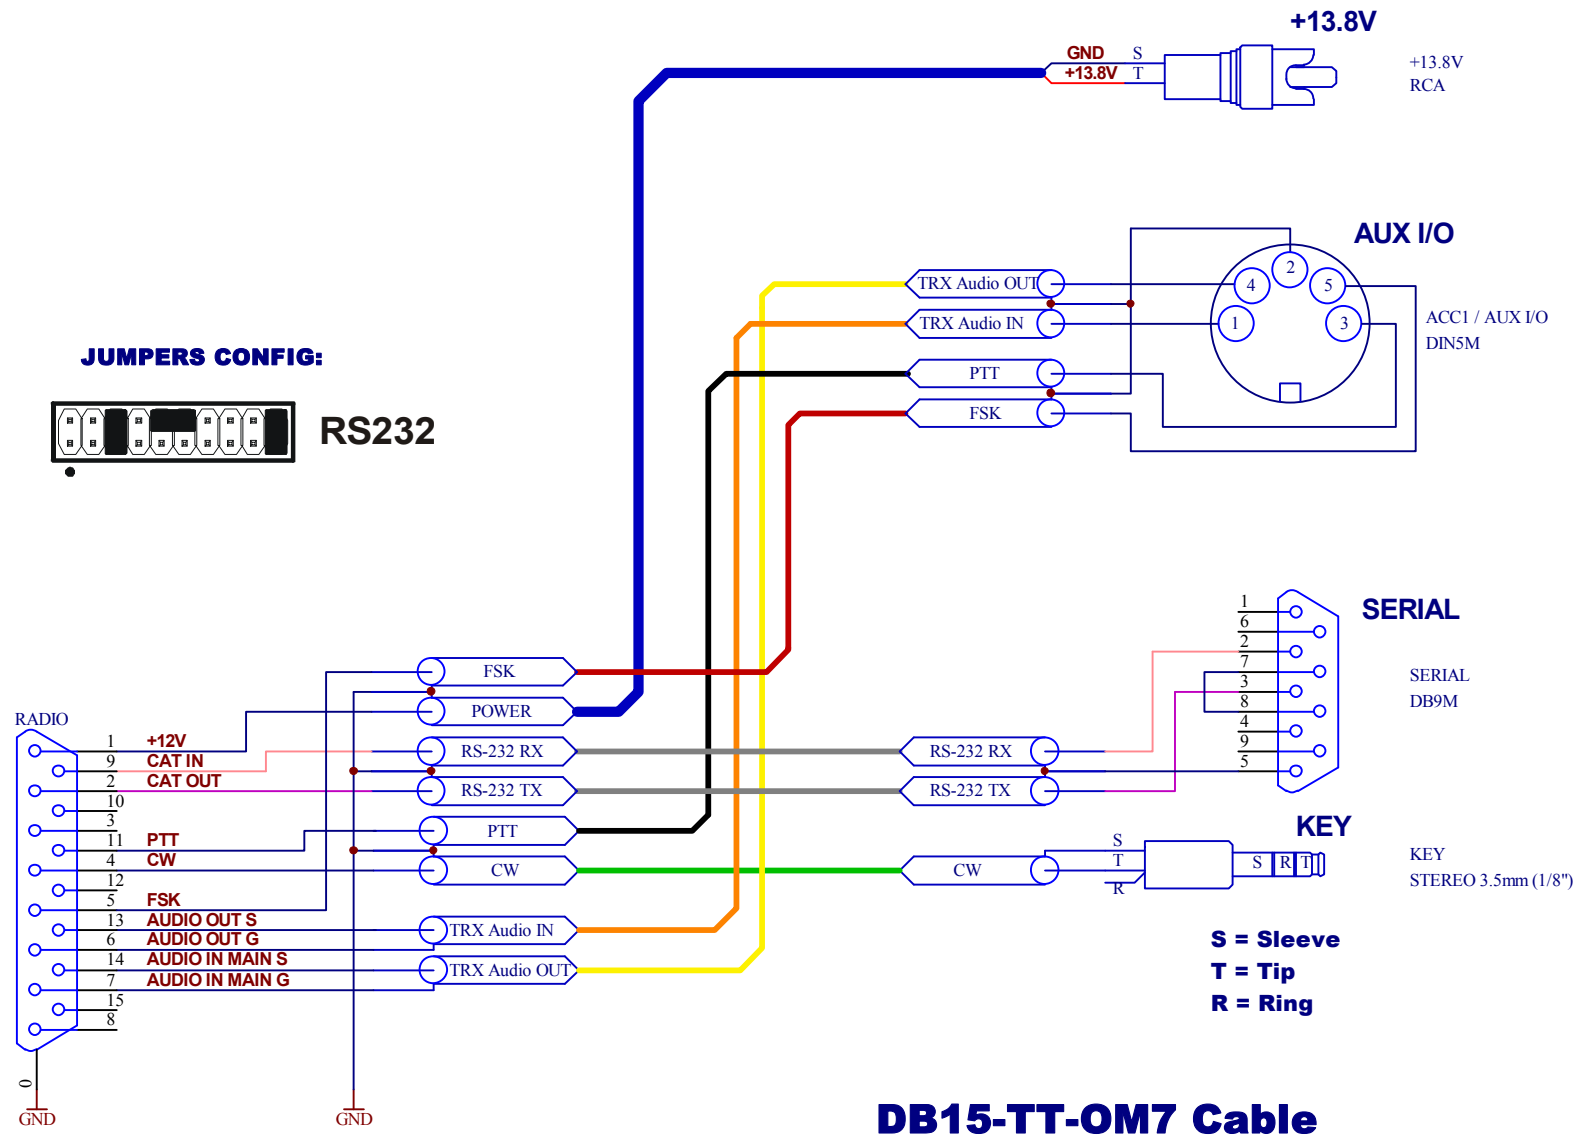 +13.8V
GND S
+13.8V T
+13.8V
RCA
AUX I/O
TRX Audio OUT
TRX Audio IN
PTT
FSK
4
2
5
1
3
ACC1 / AUX I/O
DIN5M
JUMPERS CONFIG:
RS232
SERIAL
1
6
2
7
3
8
4
9
5
SERIAL
DB9M
FSK
POWER
RS-232 RX
RS-232 TX
PTT
CW
TRX Audio IN
TRX Audio OUT
RS-232 RX
RS-232 TX
CW
RADIO
1 +12V
9 CAT IN
2 CAT OUT
10
3
11 PTT
4 CW
12
5 FSK
13 AUDIO OUT S
6 AUDIO OUT G
14 AUDIO IN MAIN S
7 AUDIO IN MAIN G
15
8
0
GND
GND
KEY
S
T
R
S R T
KEY
STEREO 3.5mm (1/8")
S = Sleeve
T = Tip
R = Ring
DB15-TT-OM7 Cable